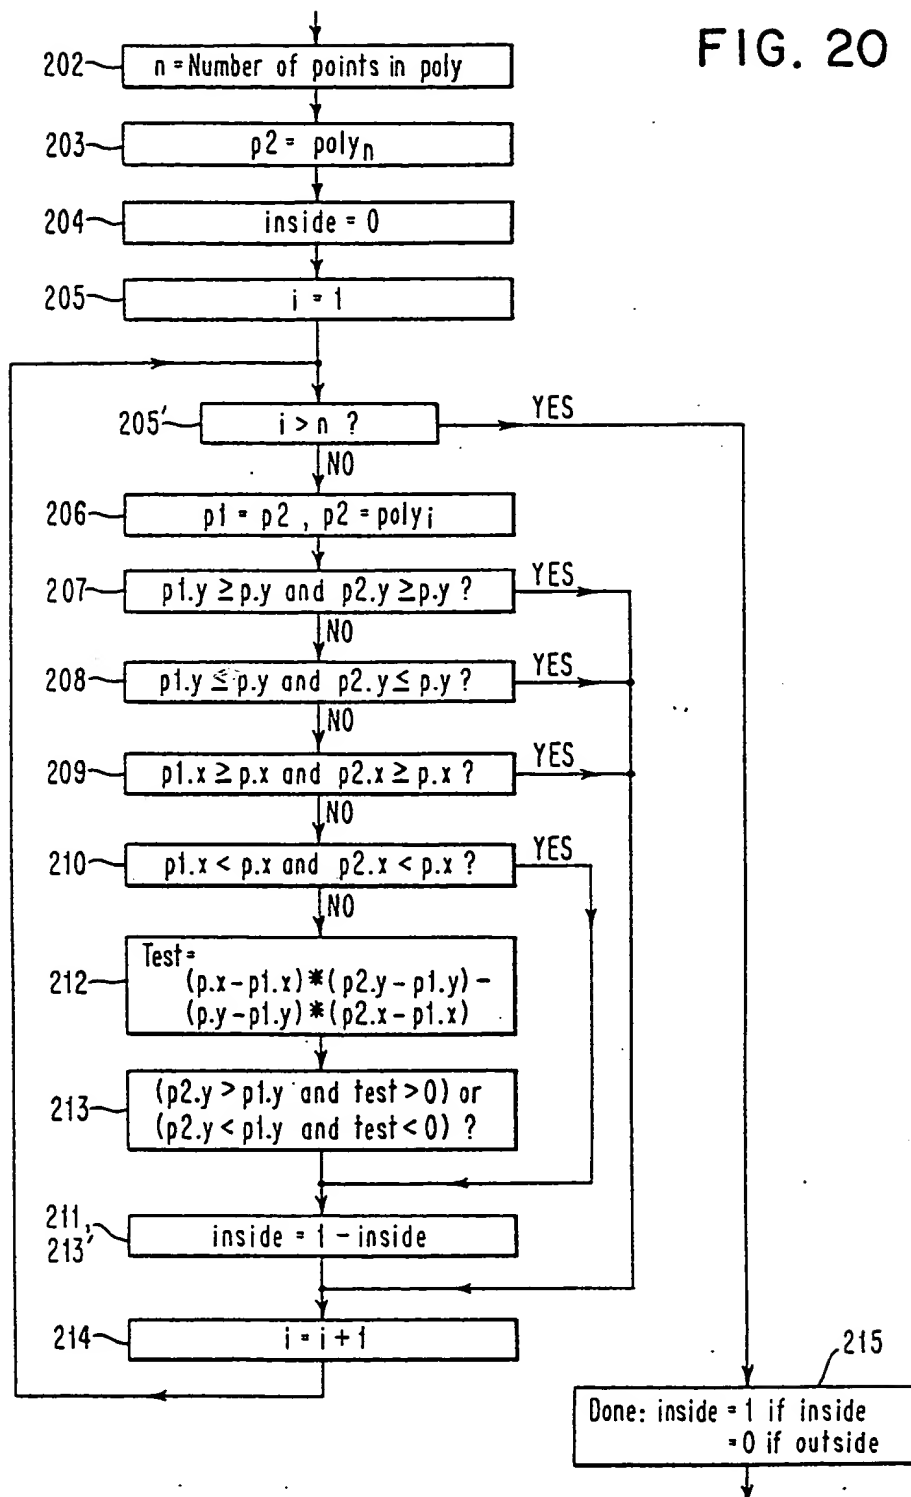 FIG. 20
202
n = Number of points in poly
203
p2 = polyn
204
inside = 0
205
i = 1
205'
i > n ?
YES
NO
206
p1 = p2 , p2 = polyi
207
p1.y ≥ p.y and p2.y ≥ p.y ?
YES
NO
208
p1.y ≤ p.y and p2.y ≤ p.y ?
YES
NO
209
p1.x ≥ p.x and p2.x ≥ p.x ?
YES
NO
210
p1.x < p.x and p2.x < p.x ?
YES
NO
212
Test =
(p.x - p1.x) * (p2.y - p1.y) -
(p.y - p1.y) * (p2.x - p1.x)
213
(p2.y > p1.y and test > 0) or
(p2.y < p1.y and test < 0) ?
211,
213'
inside = 1 - inside
214
i = i + 1
215
Done: inside = 1 if inside
= 0 if outside